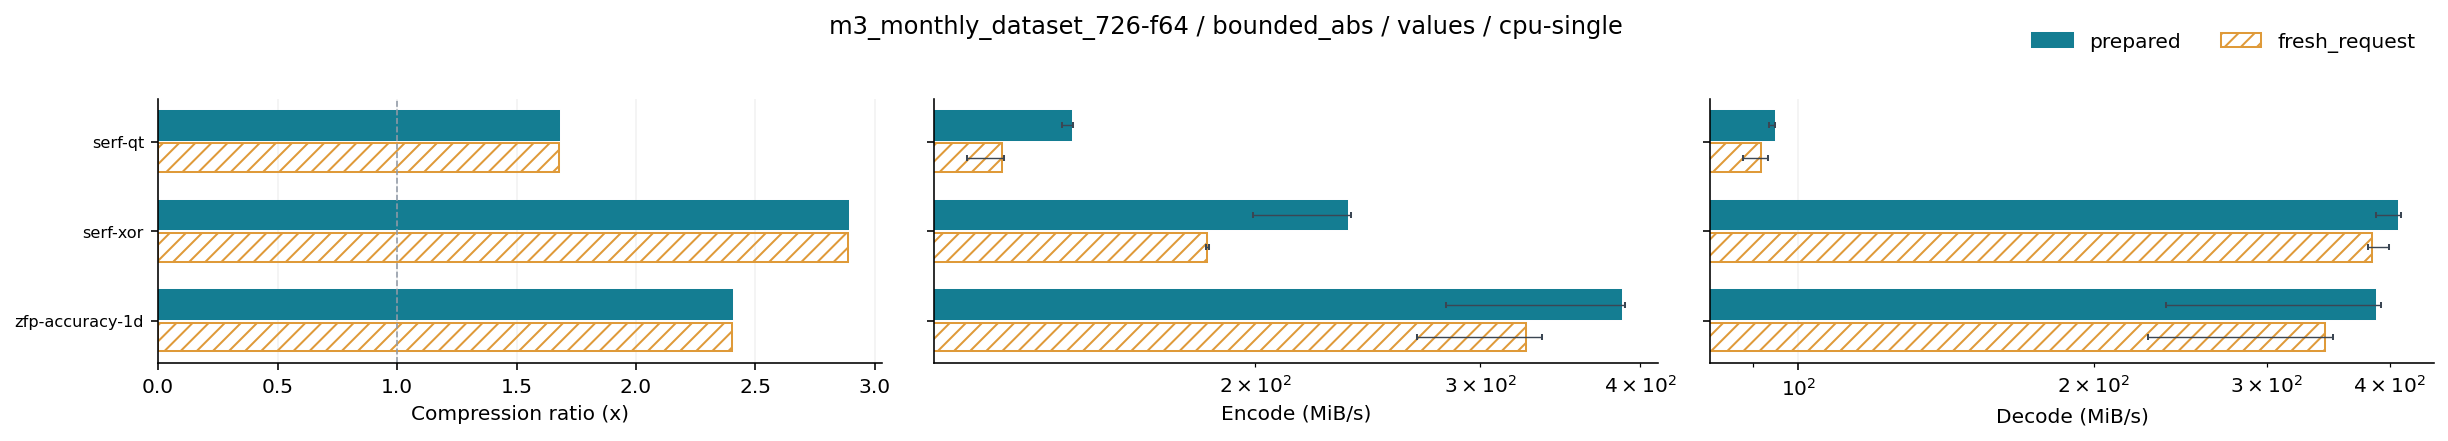 m3_monthly_dataset_726-f64 / bounded_abs / values / cpu-single
prepared
fresh_request
serf-qt
serf-xor
zfp-accuracy-1d
0.0 0.5 1.0 1.5 2.0 2.5 3.0
Compression ratio (x)
2 × 10² 3 × 10² 4 × 10²
Encode (MiB/s)
10² 2 × 10² 3 × 10² 4 × 10²
Decode (MiB/s)